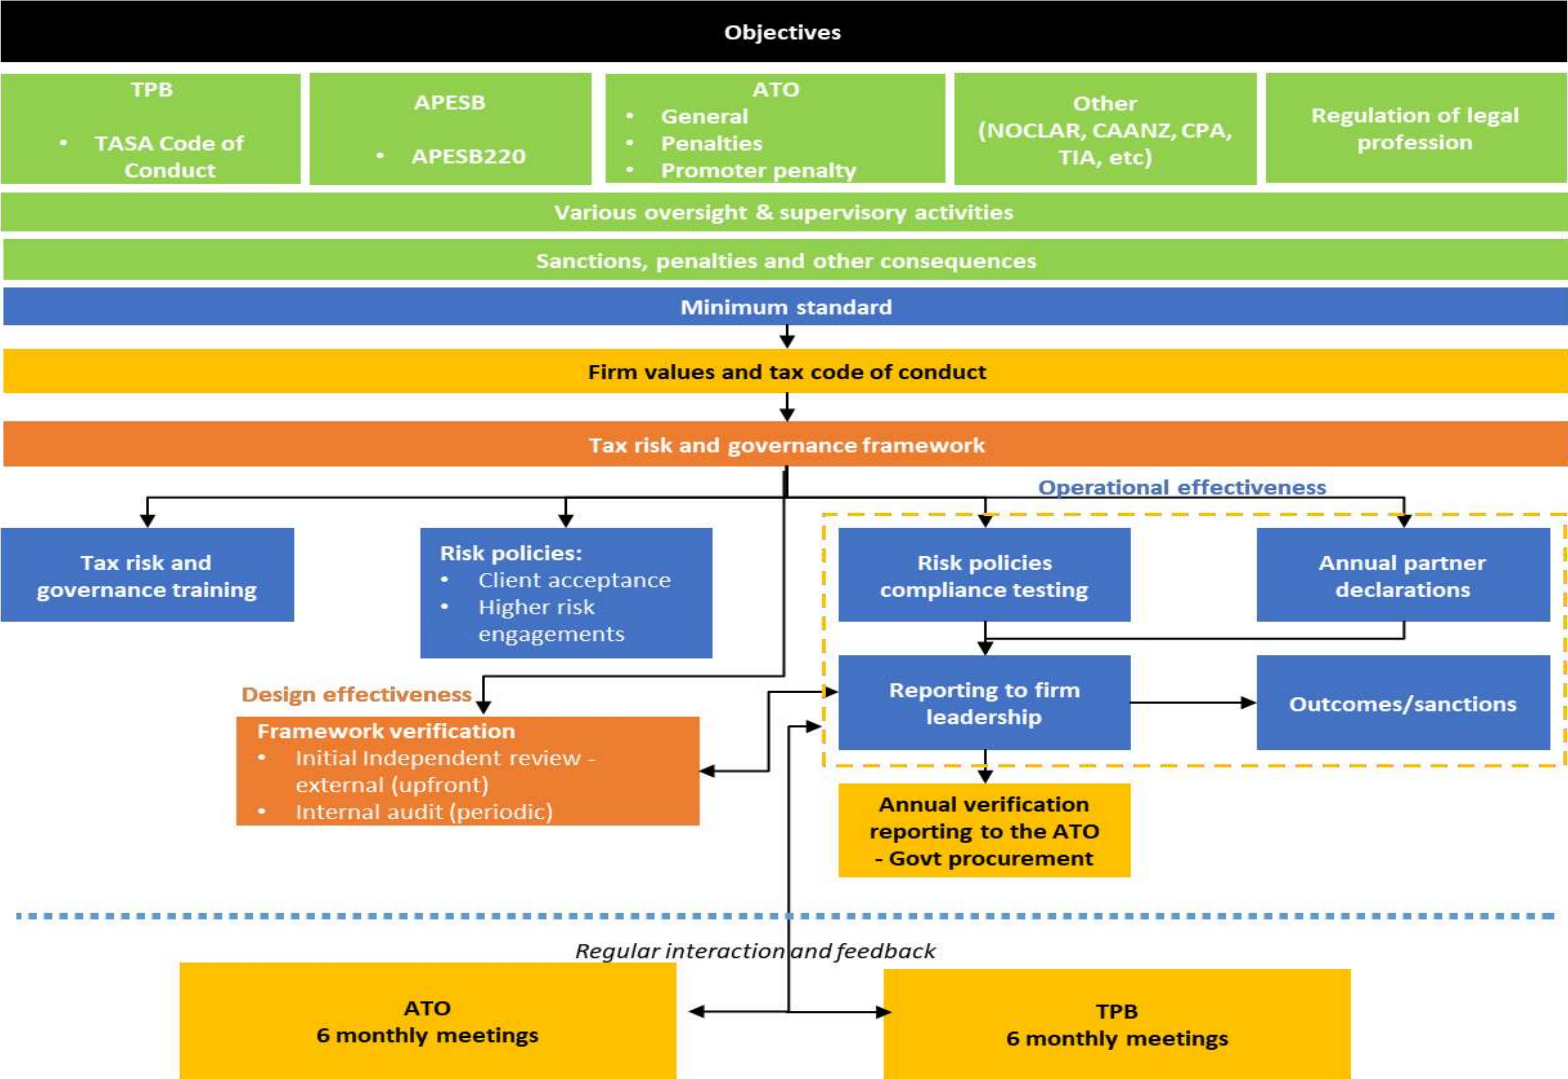 Objectives
TPB
• TASA Code of
Conduct
APESB
• APESB220
ATO
• General
• Penalties
• Promoter penalty
Other
(NOCLAR, CAANZ, CPA,
TIA, etc)
Regulation of legal
profession
Various oversight & supervisory activities
Sanctions, penalties and other consequences
Minimum standard
Firm values and tax code of conduct
Tax risk and governance framework
Operational effectiveness
Tax risk and
governance training
Risk policies:
• Client acceptance
• Higher risk
engagements
Risk policies
compliance testing
Annual partner
declarations
Design effectiveness
Framework verification
• Initial Independent review -
external (upfront)
• Internal audit (periodic)
Reporting to firm
leadership
Outcomes/sanctions
Annual verification
reporting to the ATO
- Govt procurement
Regular interaction and feedback
ATO
6 monthly meetings
TPB
6 monthly meetings